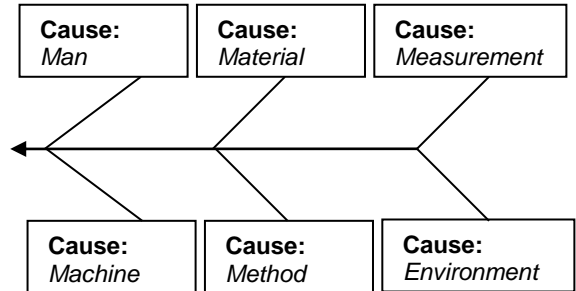 Cause:
Man
Cause:
Material
Cause:
Measurement
Cause:
Machine
Cause:
Method
Cause:
Environment